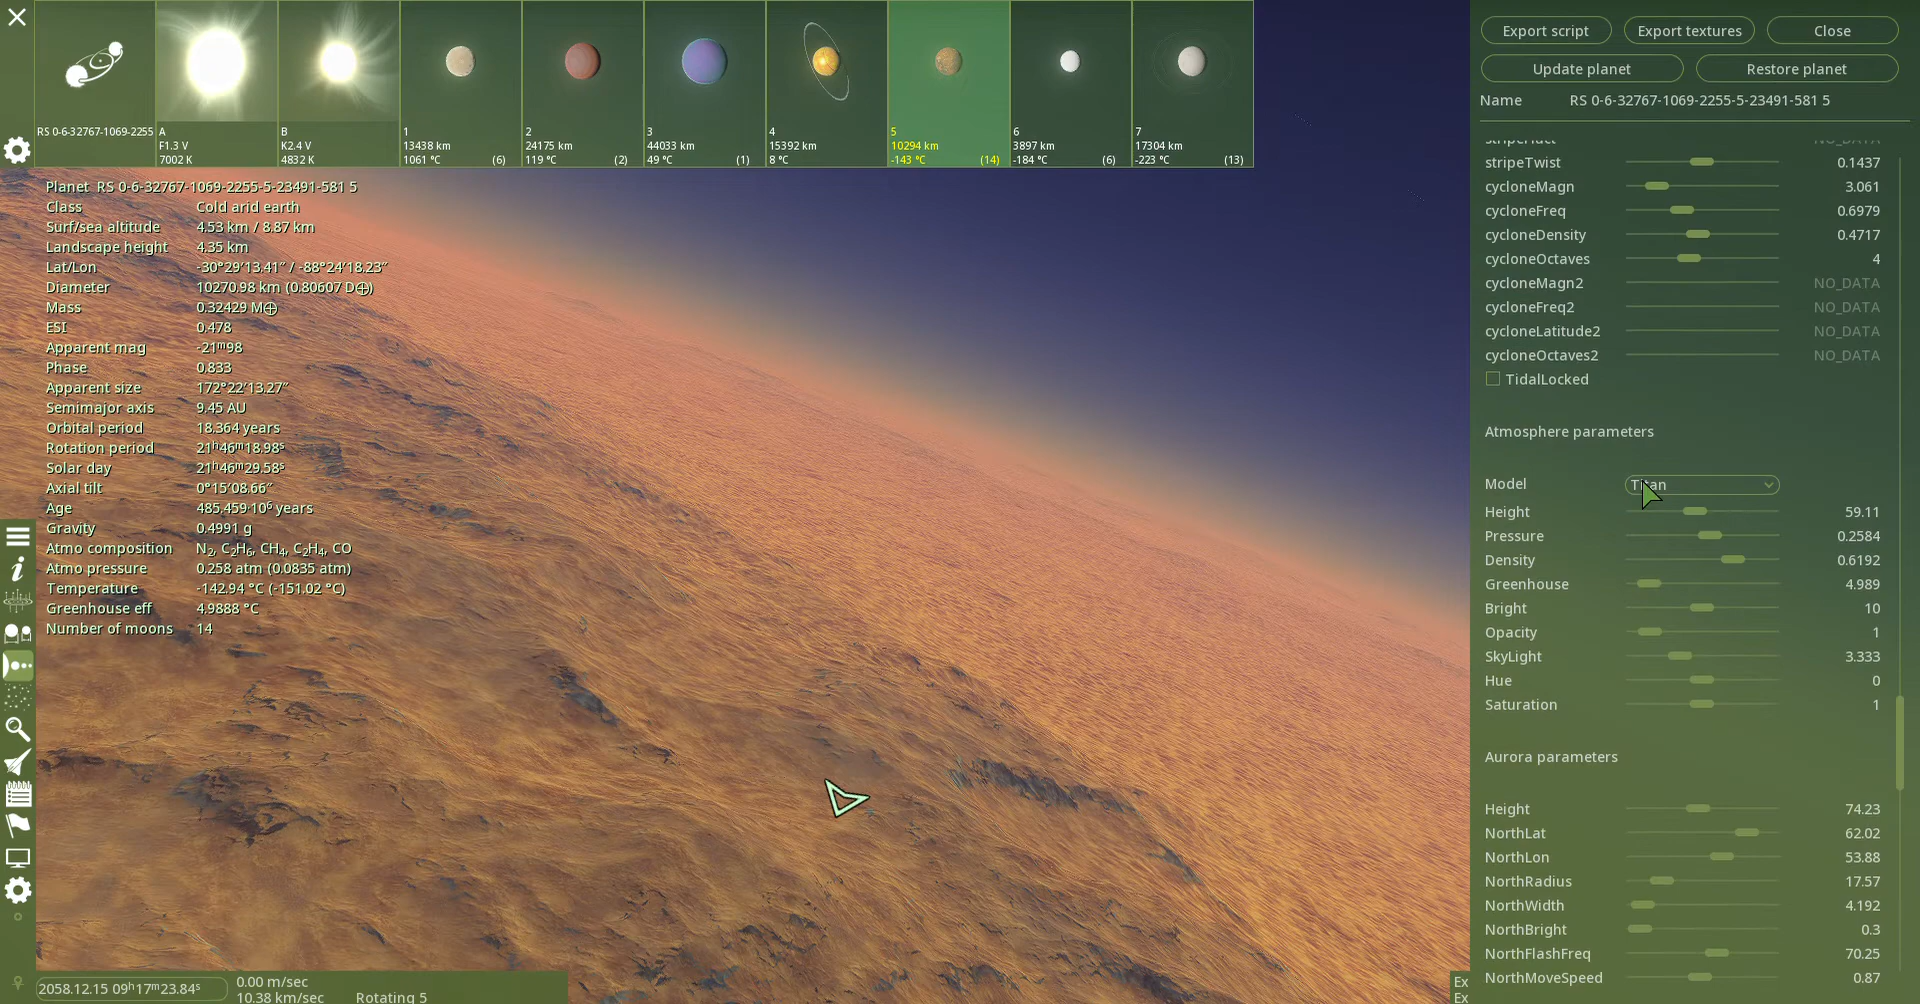 Export script Export textures Close
Update planet Restore planet
Name RS 0-6-32767-1069-2255-5-23491-581 5
RS 0-6-32767-1069-2255
A
F1.3 V
7002 K
B
K2.4 V
4832 K
1
13438 km
1061 °C (6)
2
24175 km
119 °C (2)
3
44033 km
49 °C (1)
4
15392 km
8 °C
5
10294 km
-143 °C (14)
6
3897 km
-184 °C (6)
7
17304 km
-223 °C (13)
Planet RS 0-6-32767-1069-2255-5-23491-581 5
Class Cold arid earth
Surf/sea altitude 4.53 km / 8.87 km
Landscape height 4.35 km
Lat/Lon -30°29′13.41″ / -88°24′18.23″
Diameter 10270.98 km (0.80607 D⊕)
Mass 0.32429 M⊕
ESI 0.478
Apparent mag -21ᵐ98
Phase 0.833
Apparent size 172°22′13.27″
Semimajor axis 9.45 AU
Orbital period 18.364 years
Rotation period 21ʰ46ᵐ18.98ˢ
Solar day 21ʰ46ᵐ29.58ˢ
Axial tilt 0°15′08.66″
Age 485.459·10⁶ years
Gravity 0.4991 g
Atmo composition N₂, C₂H₆, CH₄, C₂H₄, CO
Atmo pressure 0.258 atm (0.0835 atm)
Temperature -142.94 °C (-151.02 °C)
Greenhouse eff 4.9888 °C
Number of moons 14
stripeTwist 0.1437
cycloneMagn 3.061
cycloneFreq 0.6979
cycloneDensity 0.4717
cycloneOctaves 4
cycloneMagn2 NO_DATA
cycloneFreq2 NO_DATA
cycloneLatitude2 NO_DATA
cycloneOctaves2 NO_DATA
TidalLocked
Atmosphere parameters
Model Titan
Height 59.11
Pressure 0.2584
Density 0.6192
Greenhouse 4.989
Bright 10
Opacity 1
SkyLight 3.333
Hue 0
Saturation 1
Aurora parameters
Height 74.23
NorthLat 62.02
NorthLon 53.88
NorthRadius 17.57
NorthWidth 4.192
NorthBright 0.3
NorthFlashFreq 70.25
NorthMoveSpeed 0.87
2058.12.15 09ʰ17ᵐ23.84ˢ
0.00 m/sec
10.38 km/sec Rotating 5
Ex
Ex